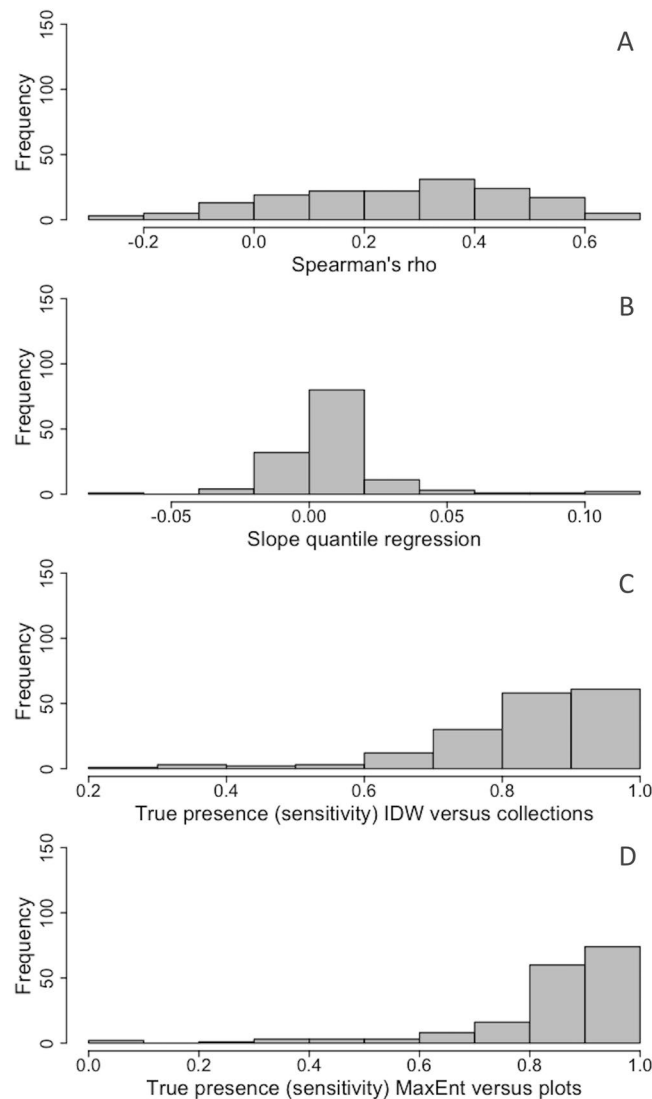 A
Frequency
0 50 100 150
-0.2 0.0 0.2 0.4 0.6
Spearman's rho
B
Frequency
0 50 100 150
-0.05 0.00 0.05 0.10
Slope quantile regression
C
Frequency
0 50 100 150
0.2 0.4 0.6 0.8 1.0
True presence (sensitivity) IDW versus collections
D
Frequency
0 50 100 150
0.0 0.2 0.4 0.6 0.8 1.0
True presence (sensitivity) MaxEnt versus plots